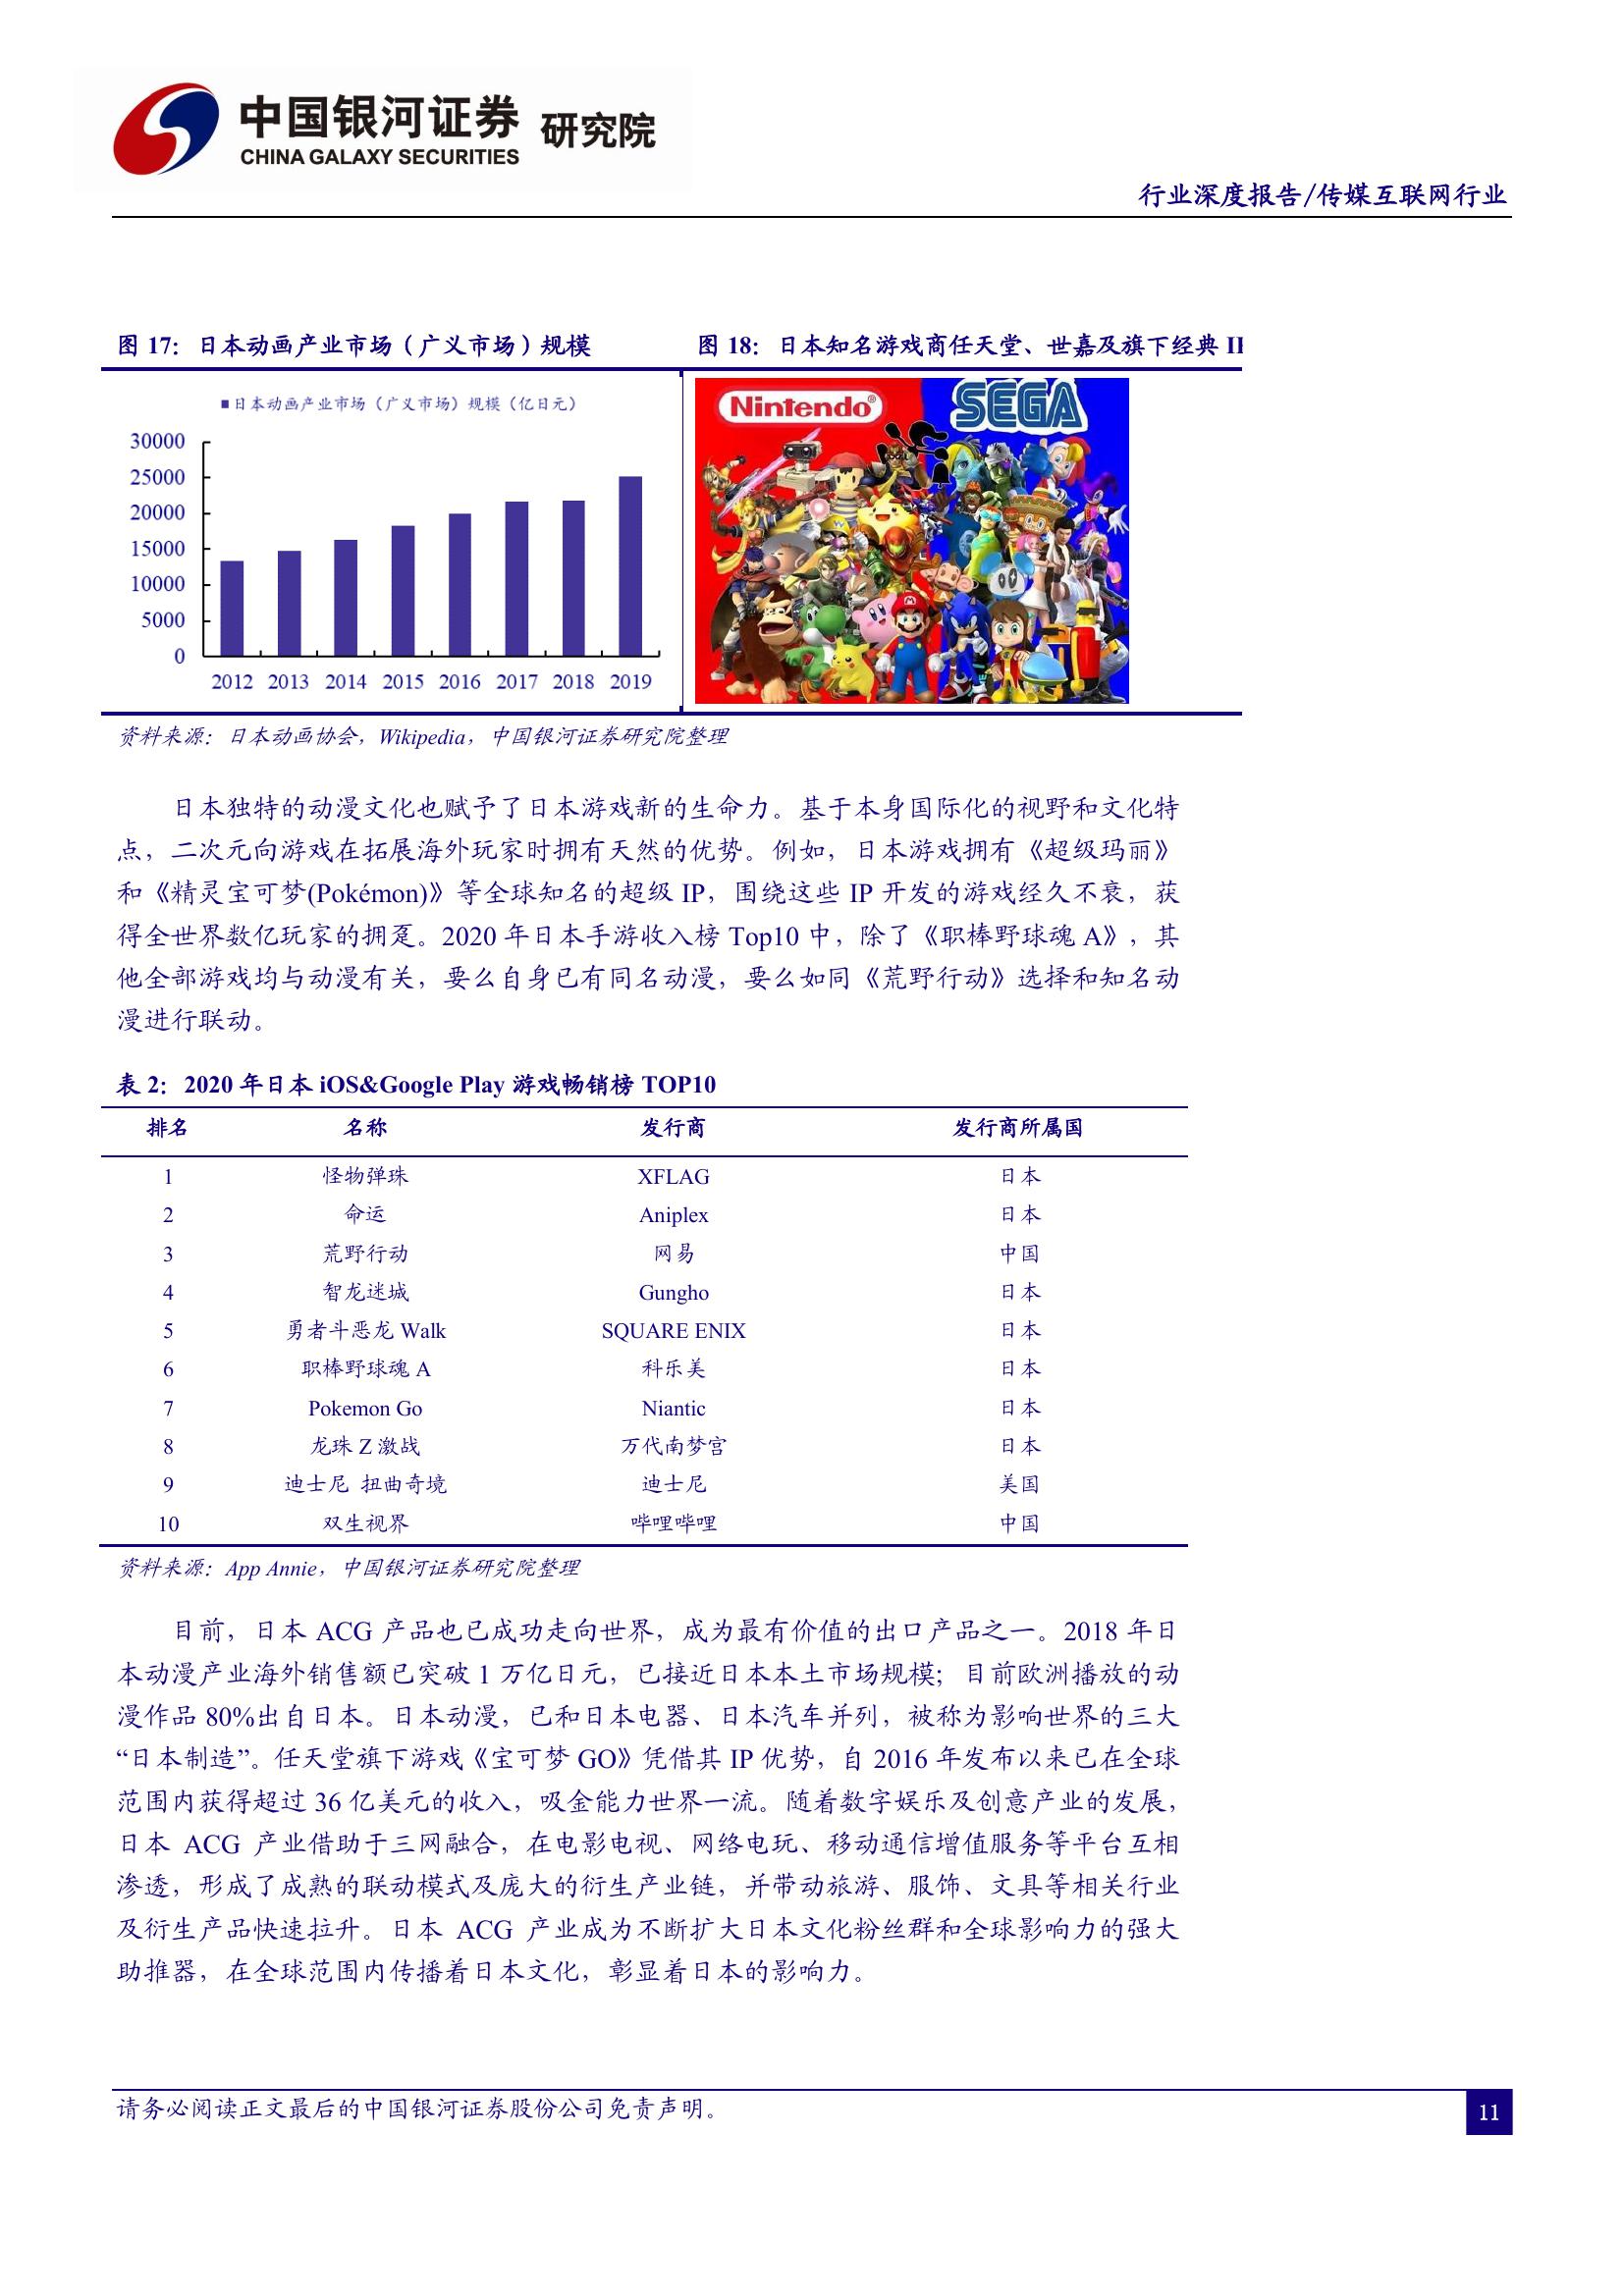 中国银河证券 研究院
CHINA GALAXY SECURITIES
行业深度报告/传媒互联网行业
图 17：日本动画产业市场（广义市场）规模
图 18：日本知名游戏商任天堂、世嘉及旗下经典 IP
■日本动画产业市场（广义市场）规模（亿日元）
30000
25000
20000
15000
10000
5000
0
2012 2013 2014 2015 2016 2017 2018 2019
Nintendo®
SEGA
资料来源：日本动画协会，Wikipedia，中国银河证券研究院整理
日本独特的动漫文化也赋予了日本游戏新的生命力。基于本身国际化的视野和文化特
点，二次元向游戏在拓展海外玩家时拥有天然的优势。例如，日本游戏拥有《超级玛丽》
和《精灵宝可梦(Pokémon)》等全球知名的超级 IP，围绕这些 IP 开发的游戏经久不衰，获
得全世界数亿玩家的拥趸。2020 年日本手游收入榜 Top10 中，除了《职棒野球魂 A》，其
他全部游戏均与动漫有关，要么自身已有同名动漫，要么如同《荒野行动》选择和知名动
漫进行联动。
表 2：2020 年日本 iOS&Google Play 游戏畅销榜 TOP10
排名 名称 发行商 发行商所属国
1 怪物弹珠 XFLAG 日本
2 命运 Aniplex 日本
3 荒野行动 网易 中国
4 智龙迷城 Gungho 日本
5 勇者斗恶龙 Walk SQUARE ENIX 日本
6 职棒野球魂 A 科乐美 日本
7 Pokemon Go Niantic 日本
8 龙珠 Z 激战 万代南梦宫 日本
9 迪士尼 扭曲奇境 迪士尼 美国
10 双生视界 哔哩哔哩 中国
资料来源：App Annie，中国银河证券研究院整理
目前，日本 ACG 产品也已成功走向世界，成为最有价值的出口产品之一。2018 年日
本动漫产业海外销售额已突破 1 万亿日元，已接近日本本土市场规模；目前欧洲播放的动
漫作品 80%出自日本。日本动漫，已和日本电器、日本汽车并列，被称为影响世界的三大
“日本制造”。任天堂旗下游戏《宝可梦 GO》凭借其 IP 优势，自 2016 年发布以来已在全球
范围内获得超过 36 亿美元的收入，吸金能力世界一流。随着数字娱乐及创意产业的发展，
日本 ACG 产业借助于三网融合，在电影电视、网络电玩、移动通信增值服务等平台互相
渗透，形成了成熟的联动模式及庞大的衍生产业链，并带动旅游、服饰、文具等相关行业
及衍生产品快速拉升。日本 ACG 产业成为不断扩大日本文化粉丝群和全球影响力的强大
助推器，在全球范围内传播着日本文化，彰显着日本的影响力。
请务必阅读正文最后的中国银河证券股份公司免责声明。
11